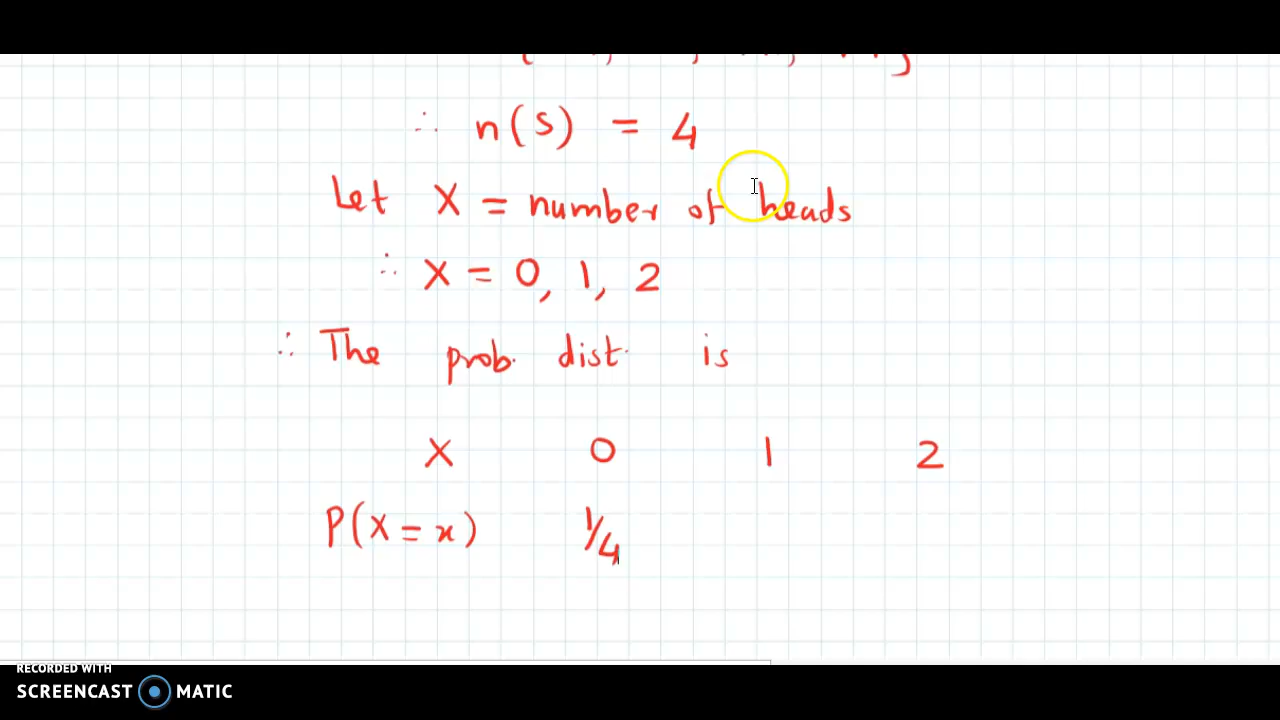 ∴ n(S) = 4
Let X = number of heads
∴ X = 0, 1, 2
∴ The prob. dist. is
X 0 1 2
P(X = x) 1/4
RECORDED WITH
SCREENCAST MATIC